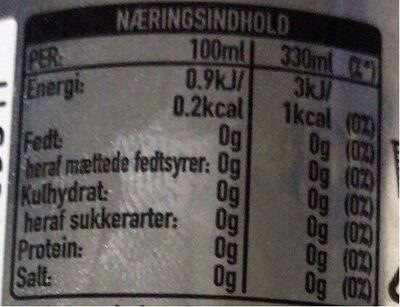 NÆRINGSINDHOLD
PER: 100ml 330ml (%*)
Energi: 0.9kJ/ 3kJ/
0.2kcal 1kcal (0%)
Fedt: 0g 0g (0%)
heraf mættede fedtsyrer: 0g 0g (0%)
Kulhydrat: 0g 0g (0%)
heraf sukkerarter: 0g 0g (0%)
Protein: 0g 0g (0%)
Salt: 0g 0g (0%)